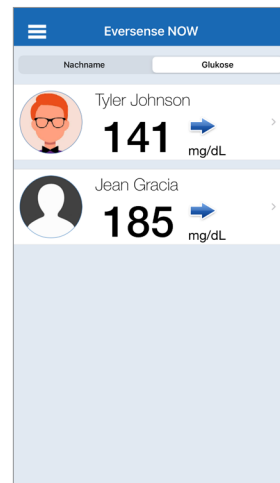 Eversense NOW
Nachname Glukose
Tyler Johnson
141
mg/dL
Jean Gracia
185
mg/dL